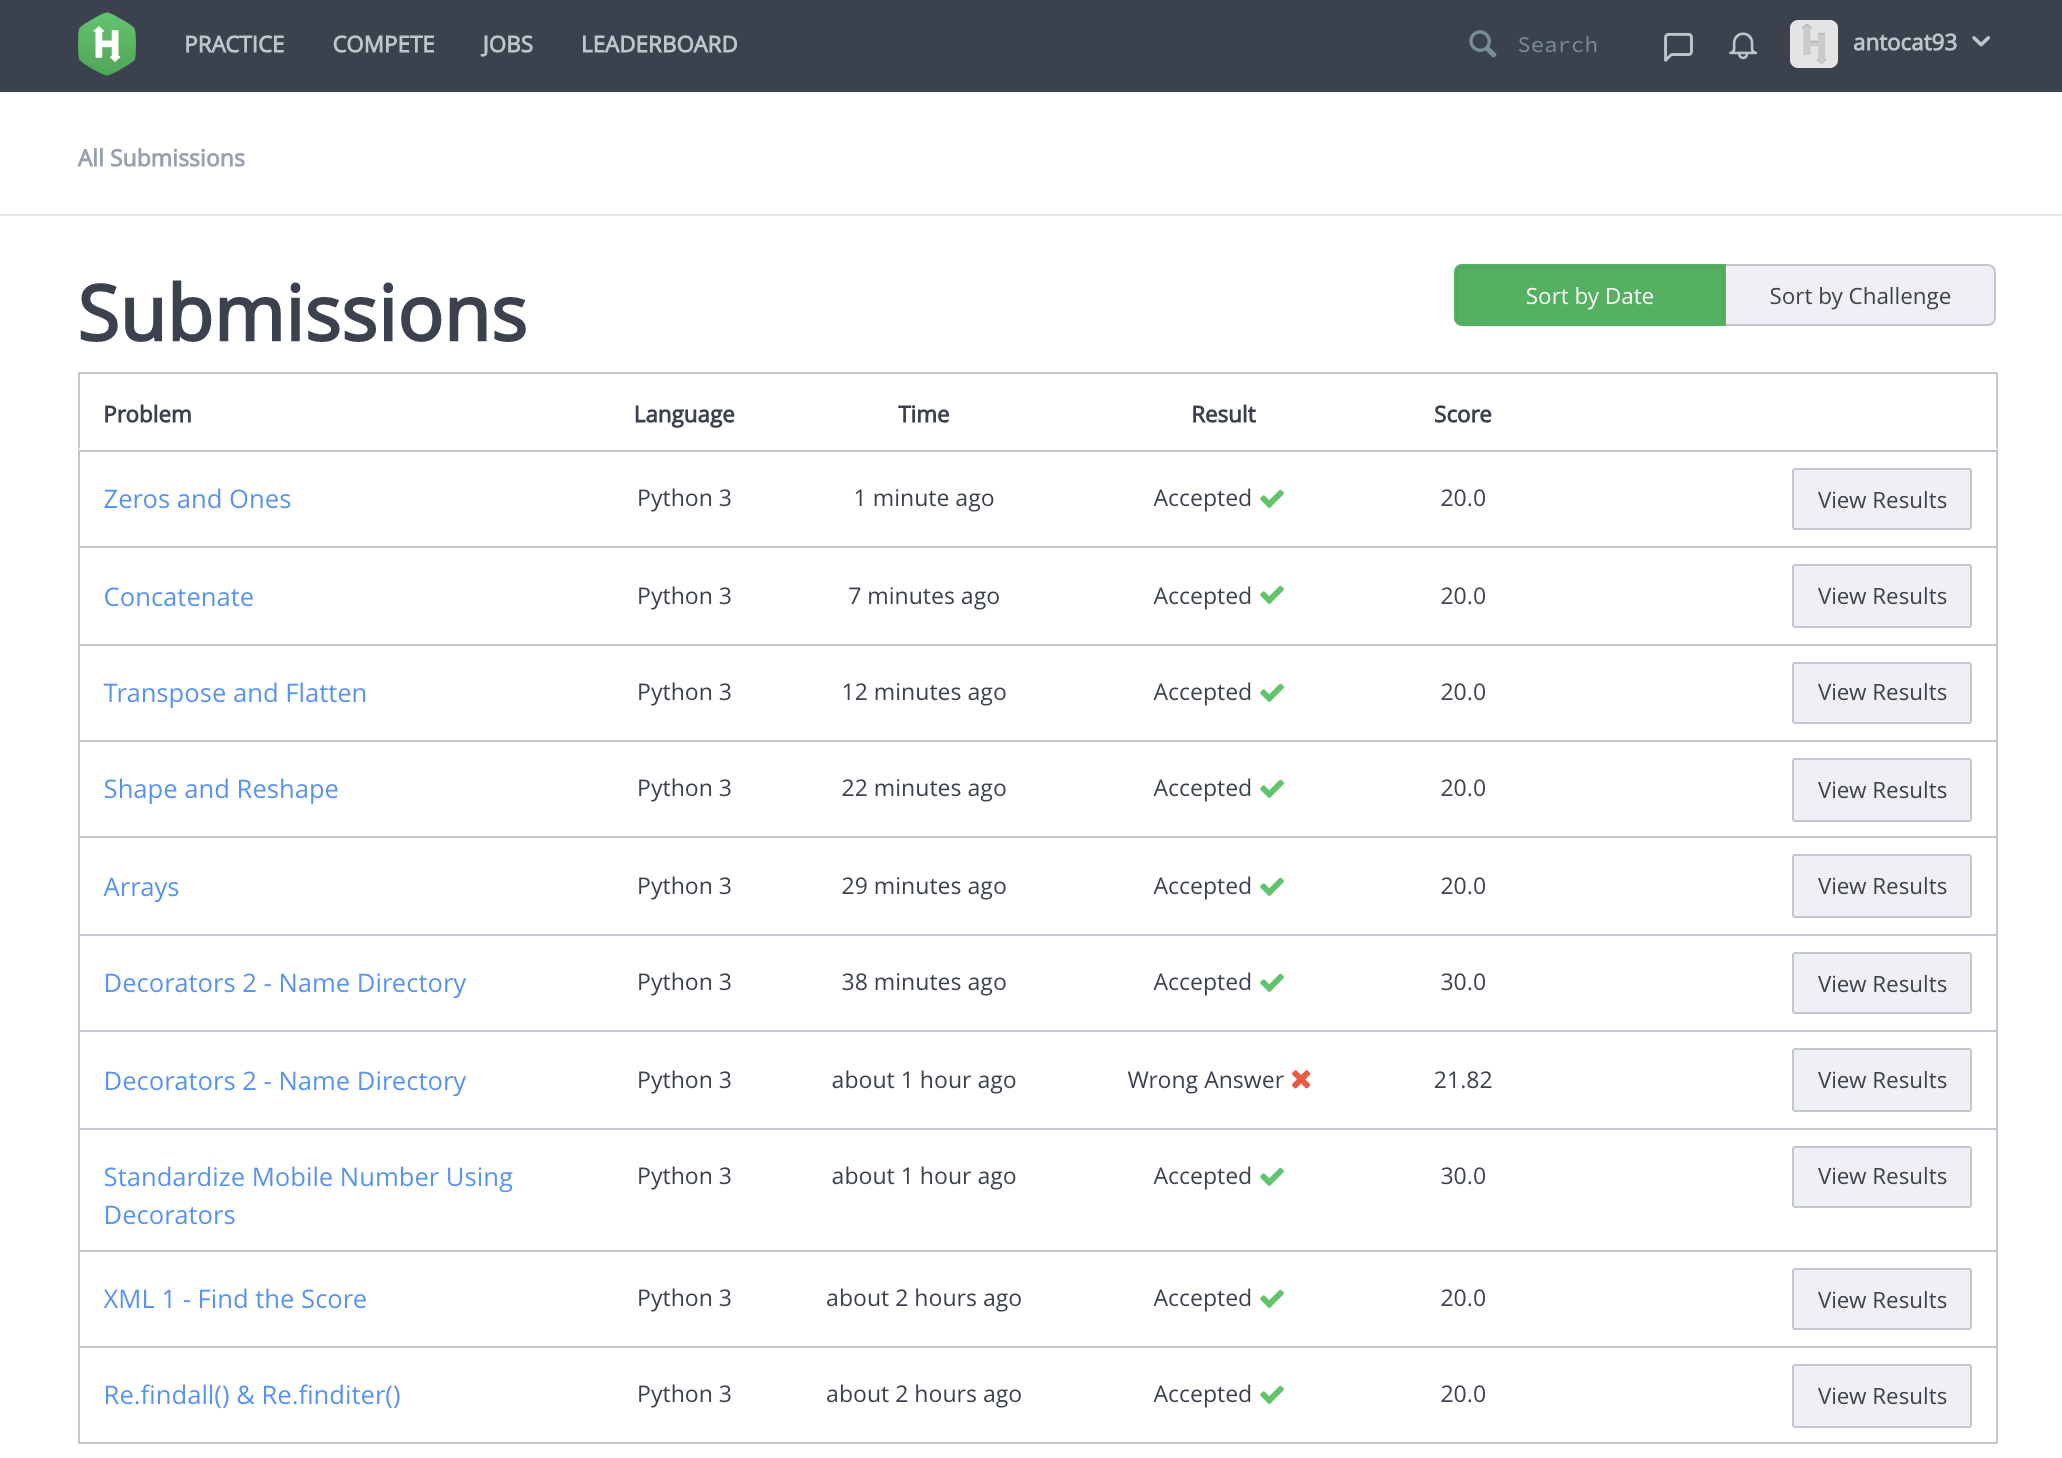 H PRACTICE COMPETE JOBS LEADERBOARD Search H antocat93
All Submissions
Submissions Sort by Date Sort by Challenge
Problem Language Time Result Score
Zeros and Ones Python 3 1 minute ago Accepted 20.0 View Results
Concatenate Python 3 7 minutes ago Accepted 20.0 View Results
Transpose and Flatten Python 3 12 minutes ago Accepted 20.0 View Results
Shape and Reshape Python 3 22 minutes ago Accepted 20.0 View Results
Arrays Python 3 29 minutes ago Accepted 20.0 View Results
Decorators 2 - Name Directory Python 3 38 minutes ago Accepted 30.0 View Results
Decorators 2 - Name Directory Python 3 about 1 hour ago Wrong Answer 21.82 View Results
Standardize Mobile Number Using Python 3 about 1 hour ago Accepted 30.0 View Results
Decorators
XML 1 - Find the Score Python 3 about 2 hours ago Accepted 20.0 View Results
Re.findall() & Re.finditer() Python 3 about 2 hours ago Accepted 20.0 View Results